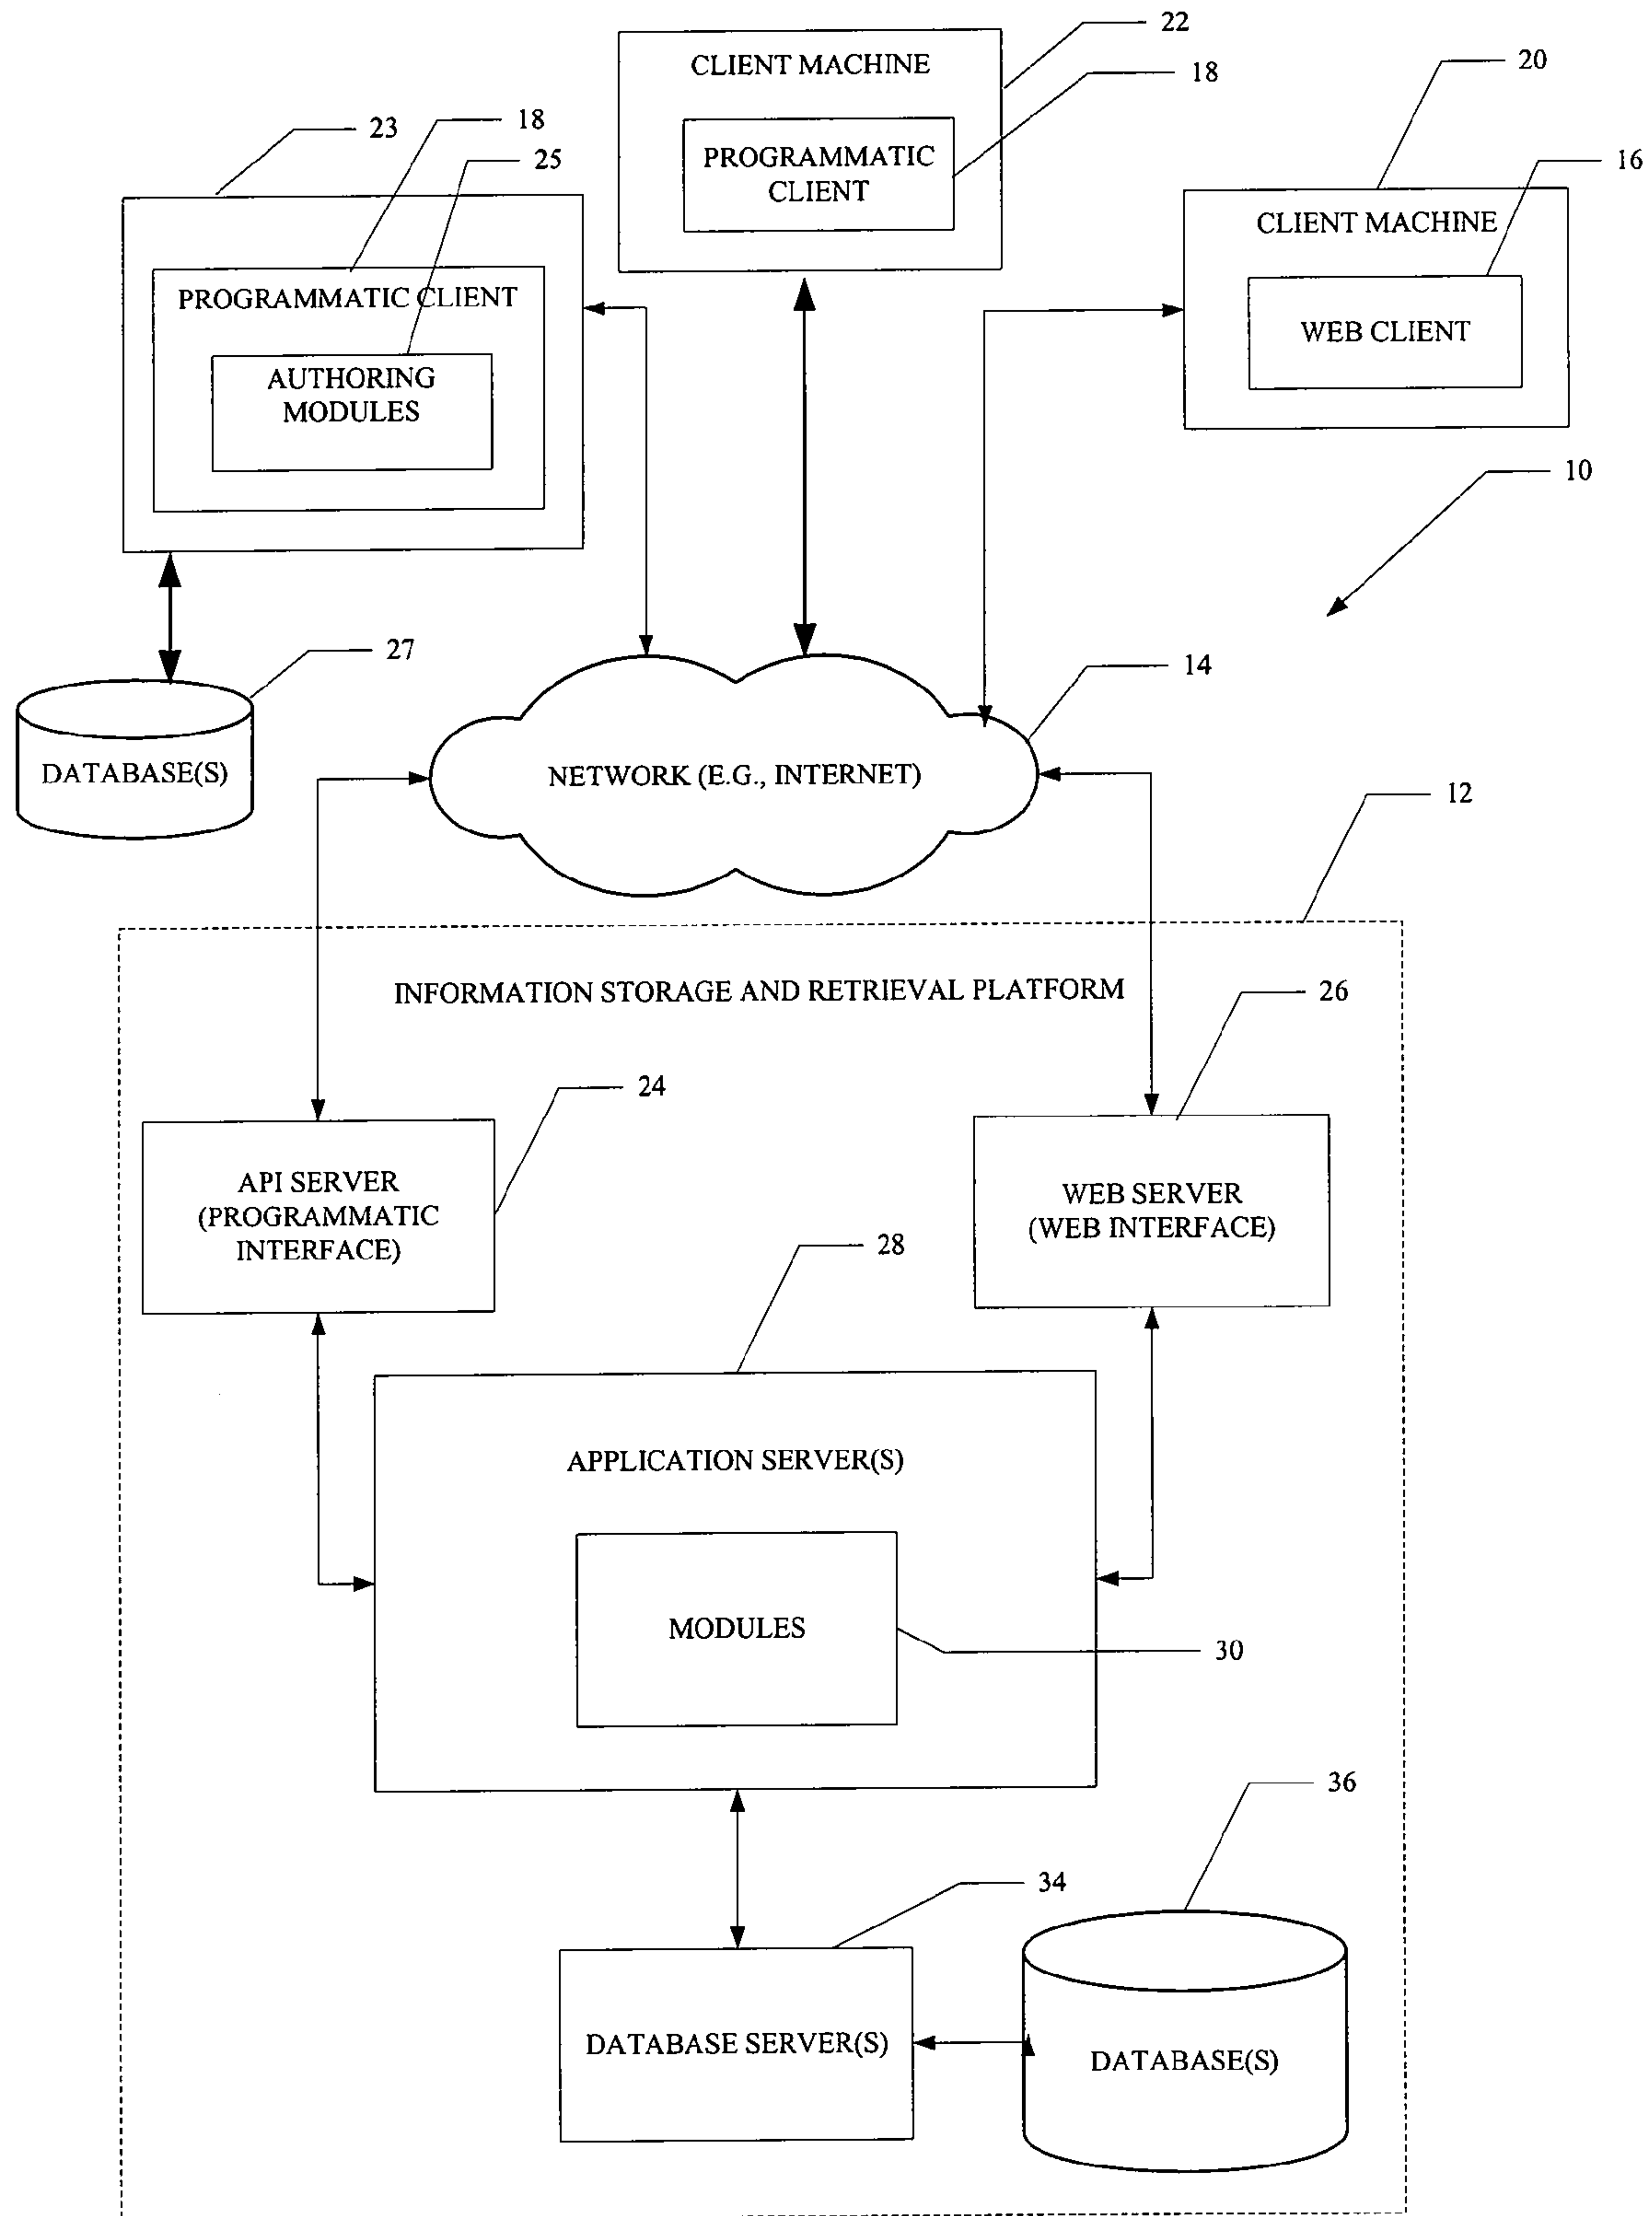 22
CLIENT MACHINE
18
PROGRAMMATIC
CLIENT
20
16
CLIENT MACHINE
WEB CLIENT
23
18
25
PROGRAMMATIC CLIENT
AUTHORING
MODULES
10
27
DATABASE(S)
14
NETWORK (E.G., INTERNET)
12
INFORMATION STORAGE AND RETRIEVAL PLATFORM
26
24
API SERVER
(PROGRAMMATIC
INTERFACE)
WEB SERVER
(WEB INTERFACE)
28
APPLICATION SERVER(S)
MODULES
30
36
34
DATABASE SERVER(S)
DATABASE(S)